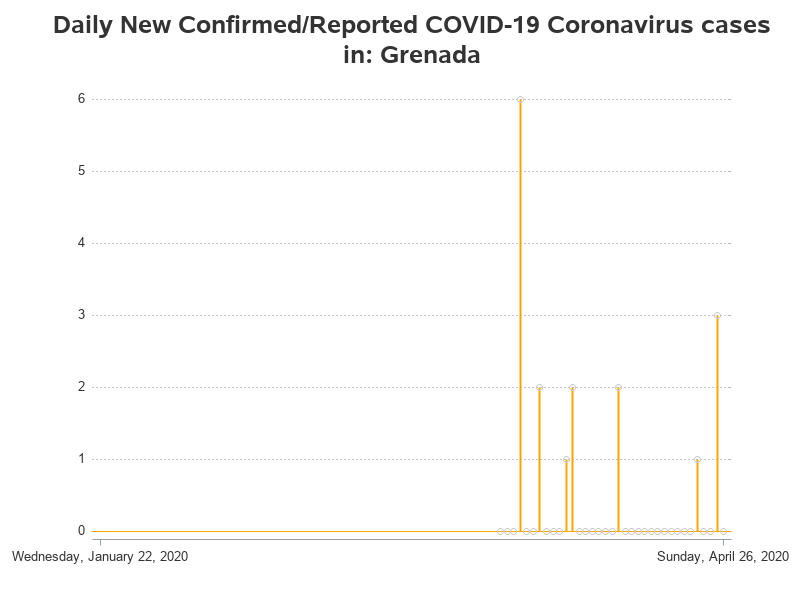 Daily New Confirmed/Reported COVID-19 Coronavirus cases
in: Grenada
6
5
4
3
2
1
0
Wednesday, January 22, 2020
Sunday, April 26, 2020